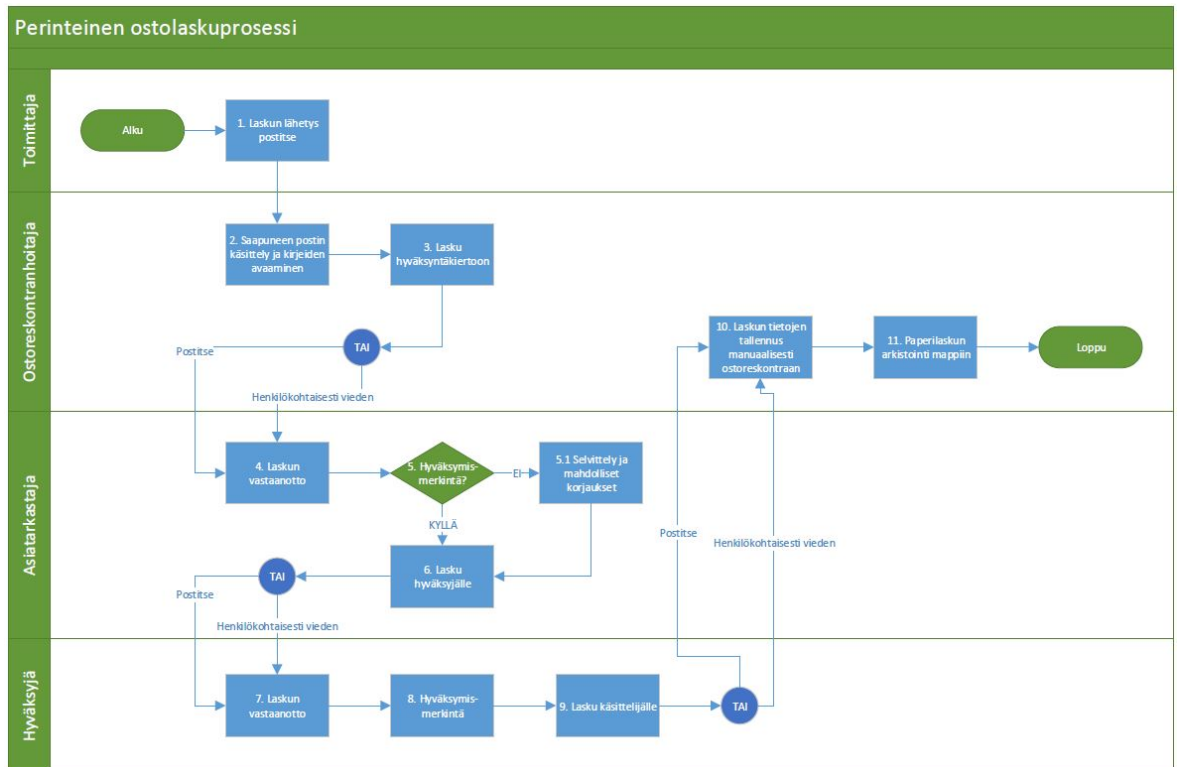 Perinteinen ostolaskuprosessi
Toimittaja
Alku
1. Laskun lähetys
postitse
Ostoreskontranhoitaja
2. Saapuneen postin
käsittely ja kirjeiden
avaaminen
3. Lasku
hyväksyntäkiertoon
TAI
Postitse
Henkilökohtaisesti vieden
10. Laskun tietojen
tallennus
manuaalisesti
ostoreskontraan
11. Paperilaskun
arkistointi mappiin
Loppu
Asiatarkastaja
4. Laskun
vastaanotto
5. Hyväksymis-
merkintä?
EI
5.1 Selvittely ja
mahdolliset
korjaukset
KYLLÄ
6. Lasku
hyväksyjälle
TAI
Postitse
Henkilökohtaisesti vieden
Postitse
Henkilökohtaisesti vieden
Hyväksyjä
7. Laskun
vastaanotto
8. Hyväksymis-
merkintä
9. Lasku käsittelijälle
TAI